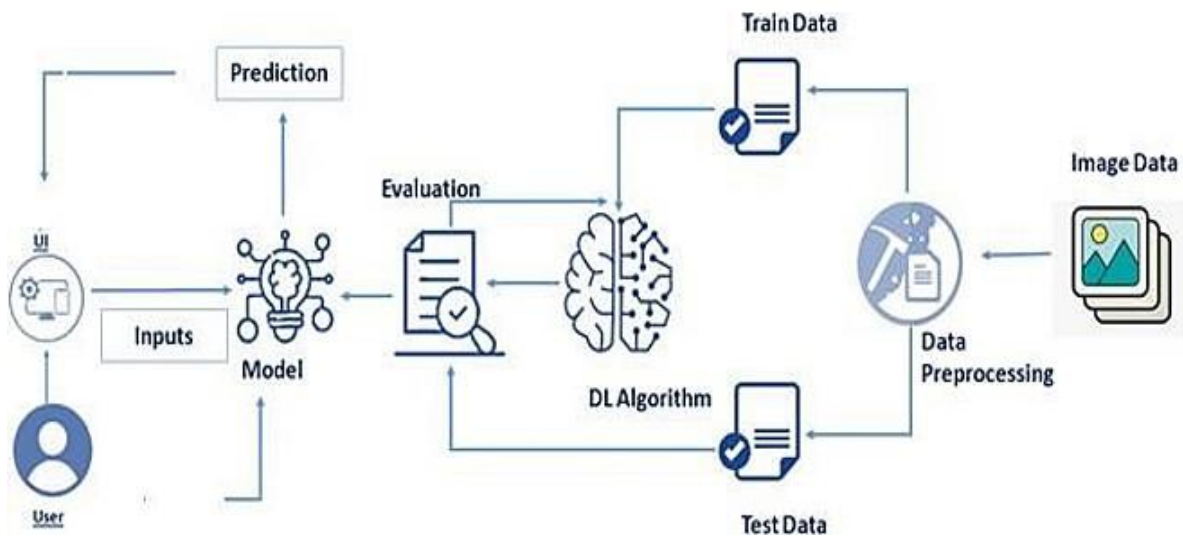 Train Data
Prediction
Image Data
Evaluation
UI
Inputs
Model
Data
Preprocessing
DL Algorithm
User
Test Data